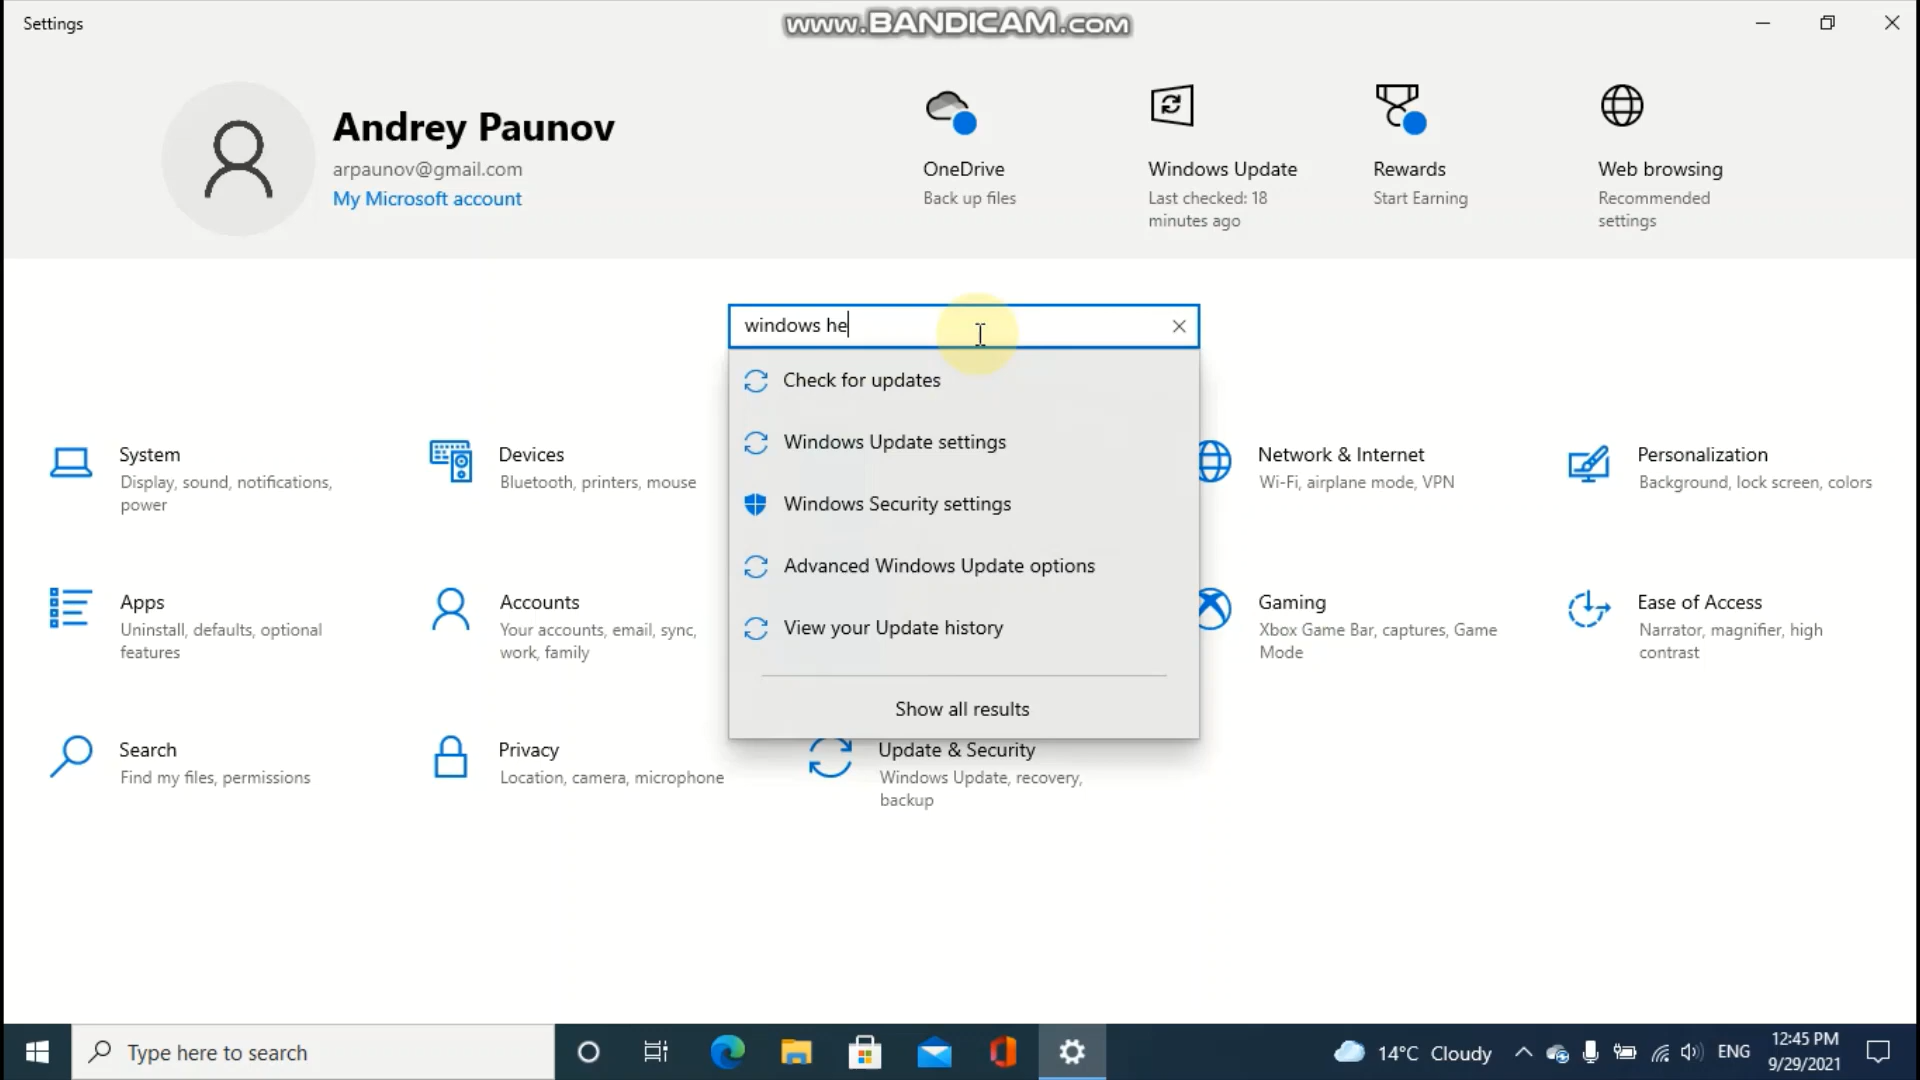 Settings
www.BANDICAM.com
Andrey Paunov
arpaunov@gmail.com
My Microsoft account
OneDrive
Back up files
Windows Update
Last checked: 18
minutes ago
Rewards
Start Earning
Web browsing
Recommended
settings
windows he
Check for updates
Windows Update settings
Windows Security settings
Advanced Windows Update options
View your Update history
Show all results
System
Display, sound, notifications,
power
Devices
Bluetooth, printers, mouse
Network & Internet
Wi-Fi, airplane mode, VPN
Personalization
Background, lock screen, colors
Apps
Uninstall, defaults, optional
features
Accounts
Your accounts, email, sync,
work, family
Gaming
Xbox Game Bar, captures, Game
Mode
Ease of Access
Narrator, magnifier, high
contrast
Search
Find my files, permissions
Privacy
Location, camera, microphone
Update & Security
Windows Update, recovery,
backup
Type here to search
14°C Cloudy
ENG
12:45 PM
9/29/2021